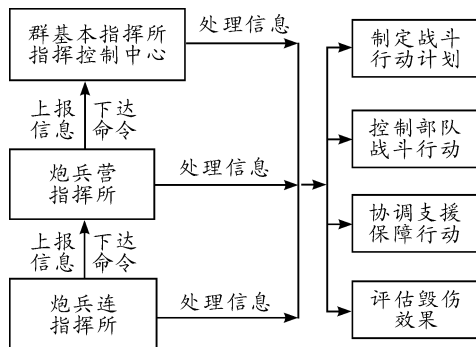 群基本指挥所
指挥控制中心
处理信息
制定战斗
行动计划
上报
信息
下达
命令
控制部队
战斗行动
炮兵营
指挥所
处理信息
协调支援
保障行动
上报
信息
下达
命令
炮兵连
指挥所
处理信息
评估毁伤
效果